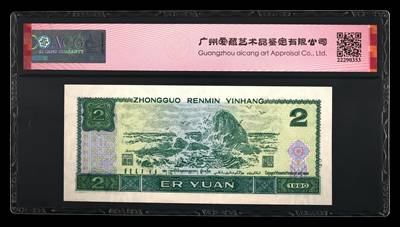 广州爱藏艺术品鉴定有限公司
Guangzhou aicang art Appraisal Co., Ltd.
22290353
ZHONGGUO RENMIN YINHANG
2
2
2
ER YUAN
1990